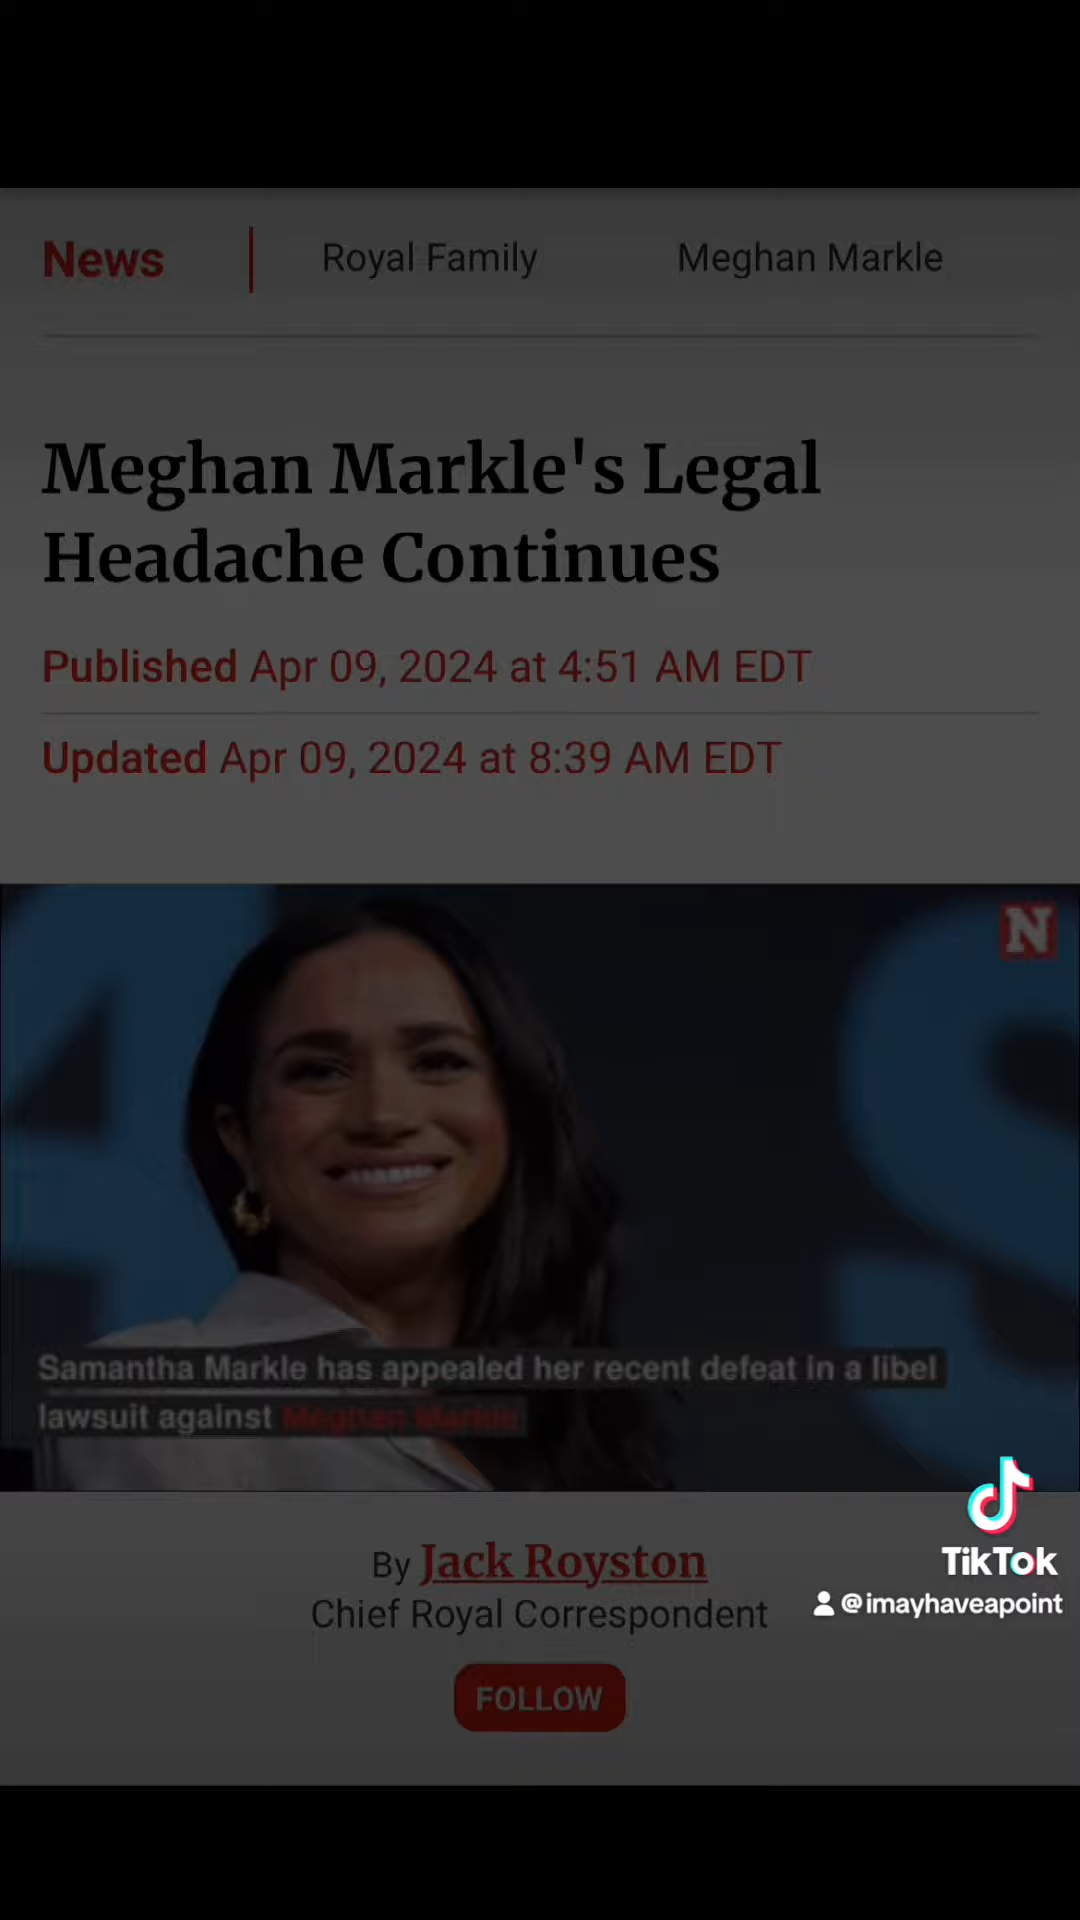 News
Royal Family
Meghan Markle
Meghan Markle's Legal
Headache Continues
Published Apr 09, 2024 at 4:51 AM EDT
Updated Apr 09, 2024 at 8:39 AM EDT
N
Samantha Markle has appealed her recent defeat in a libel
lawsuit against Meghan Markle
By Jack Royston
Chief Royal Correspondent
FOLLOW
TikTok
@imayhaveapoint